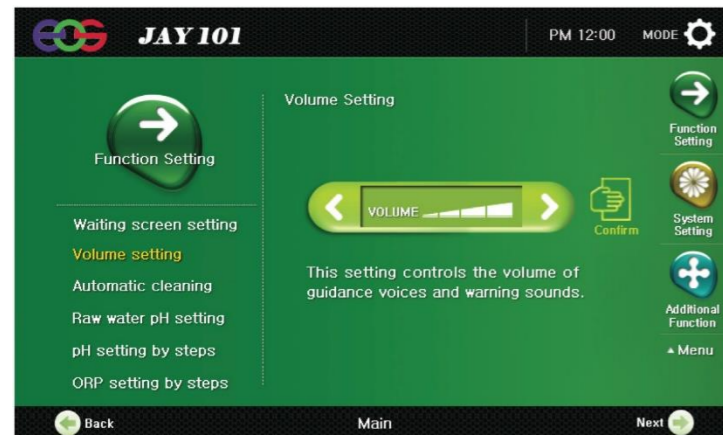 eos JAY 101
PM 12:00 MODE
Function Setting
Waiting screen setting
Volume setting
Automatic cleaning
Raw water pH setting
pH setting by steps
ORP setting by steps
Volume Setting
VOLUME
Confirm
This setting controls the volume of
guidance voices and warning sounds.
Function
Setting
System
Setting
Additional
Function
▲ Menu
Back
Main
Next